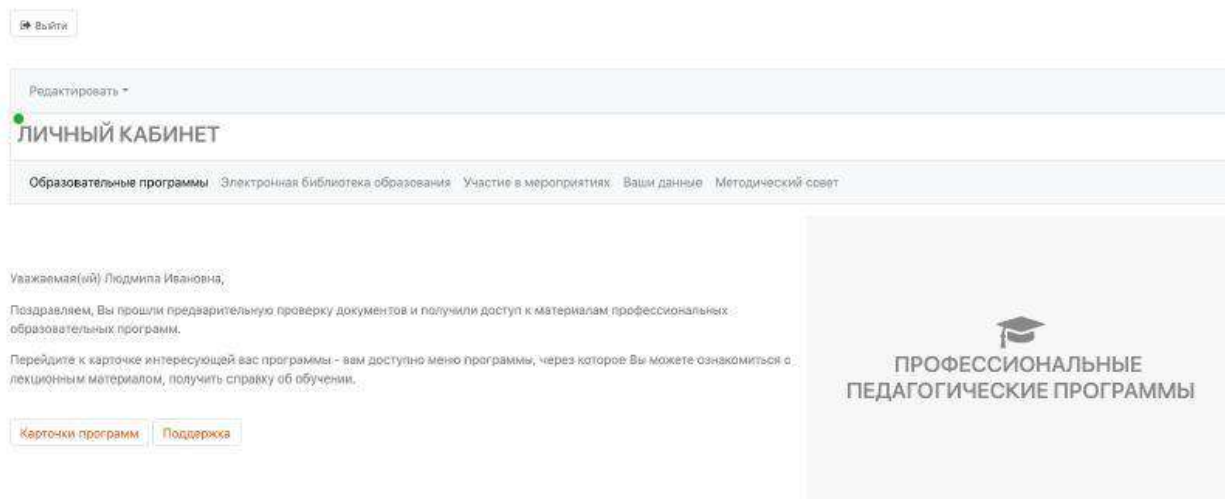 Выйти
Редактировать
ЛИЧНЫЙ КАБИНЕТ
Образовательные программы Электронная библиотека образования Участие в мероприятиях Ваши данные Методический совет
Уважаемая(ый) Людмила Ивановна,
Поздравляем, Вы прошли предварительную проверку документов и получили доступ к материалам профессиональных
образовательных программ.
Перейдите к карточке интересующей вас программы - вам доступно меню программы, через которое Вы можете ознакомиться с
лекционным материалом, получить справку об обучении.
Карточки программ Поддержка
ПРОФЕССИОНАЛЬНЫЕ
ПЕДАГОГИЧЕСКИЕ ПРОГРАММЫ